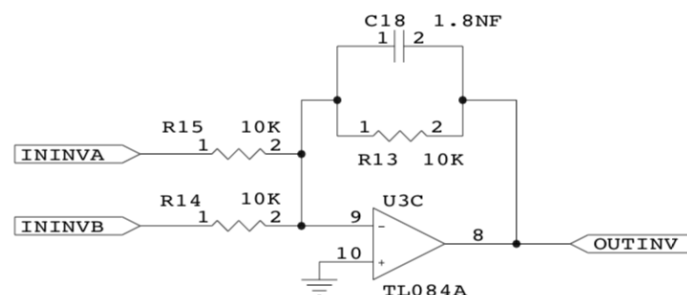 C18 1.8NF
1 2
R15 10K
1 2
1 2
R13 10K
ININVA
R14 10K
1 2
U3C
ININVB
9 -
8
OUTINV
10 +
TL084A